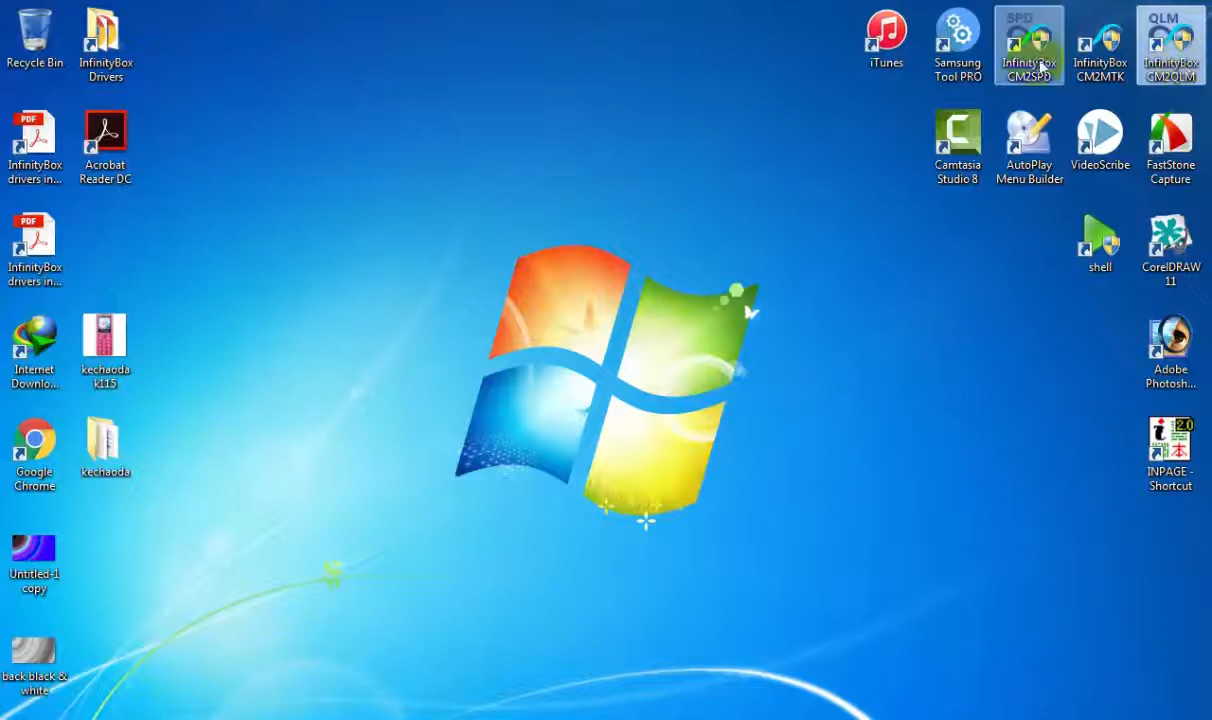 Recycle Bin
InfinityBox
Drivers
PDF
InfinityBox
drivers in...
Acrobat
Reader DC
PDF
InfinityBox
drivers in...
Internet
Downlo...
kechaoda
k115
Google
Chrome
kechaoda
Untitled-1
copy
back black &
white
iTunes
Samsung
Tool PRO
SPD
InfinityBox
CM2SPD
InfinityBox
CM2MTK
QLM
InfinityBox
CM2QLM
Camtasia
Studio 8
AutoPlay
Menu Builder
VideoScribe
FastStone
Capture
shell
CorelDRAW
11
Adobe
Photosh...
2.0
INPAGE -
Shortcut